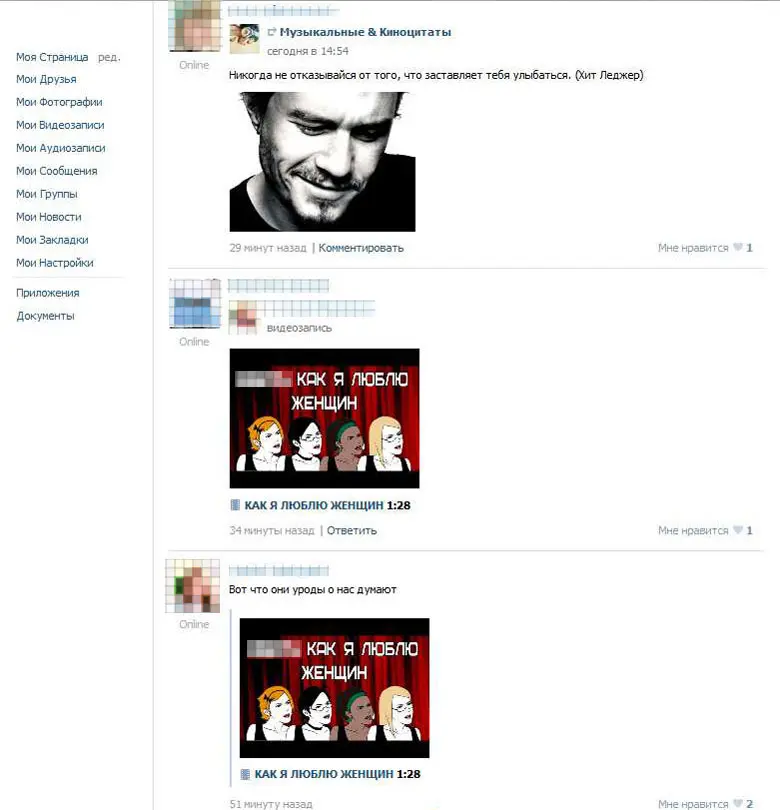 Моя Страница ред.
Мои Друзья
Мои Фотографии
Мои Видеозаписи
Мои Аудиозаписи
Мои Сообщения
Мои Группы
Мои Новости
Мои Закладки
Мои Настройки
Приложения
Документы
Музыкальные & Киноцитаты
сегодня в 14:54
Online
Никогда не отказывайся от того, что заставляет тебя улыбаться. (Хит Леджер)
29 минут назад | Комментировать
Мне нравится 1
видеозапись
Online
КАК Я ЛЮБЛЮ
ЖЕНЩИН
КАК Я ЛЮБЛЮ ЖЕНЩИН 1:28
34 минуты назад | Ответить
Мне нравится 1
Вот что они уроды о нас думают
Online
КАК Я ЛЮБЛЮ
ЖЕНЩИН
КАК Я ЛЮБЛЮ ЖЕНЩИН 1:28
51 минуту назад
Мне нравится 2